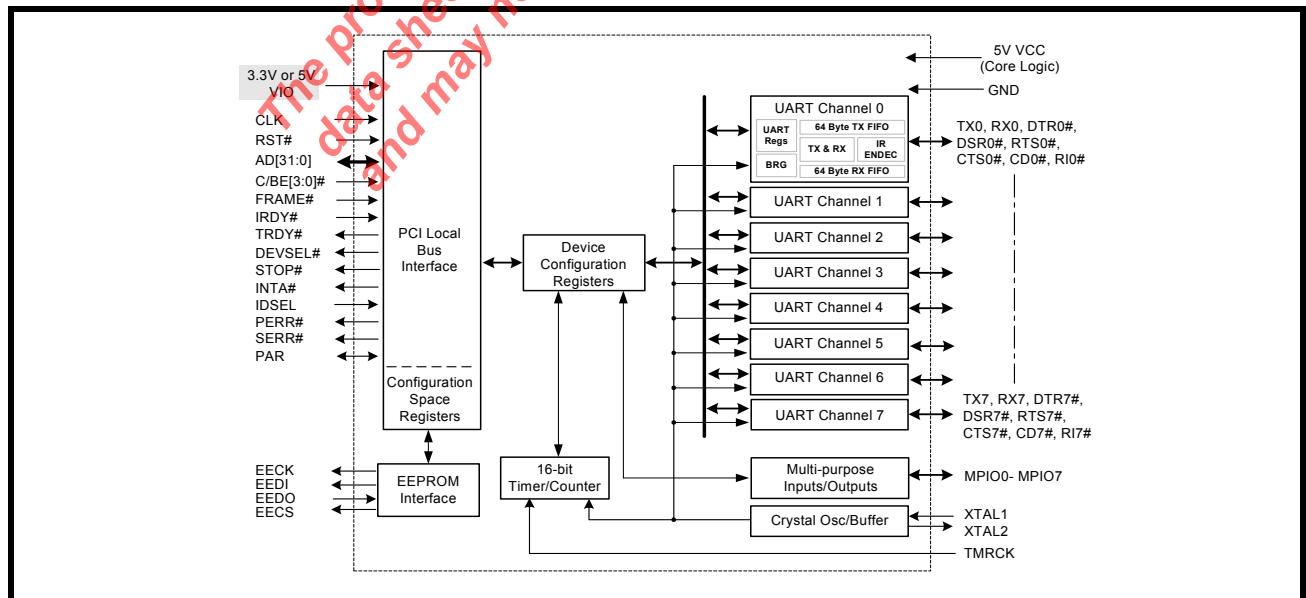 The pro
data shee
and may no
3.3V or 5V
VIO
CLK
RST#
AD[31:0]
C/BE[3:0]#
FRAME#
IRDY#
TRDY#
DEVSEL#
STOP#
INTA#
IDSEL
PERR#
SERR#
PAR
EECK
EEDI
EEDO
EECS
PCI Local
Bus
Interface
Configuration
Space
Registers
EEPROM
Interface
Device
Configuration
Registers
16-bit
Timer/Counter
UART Channel 0
UART
Regs
BRG
64 Byte TX FIFO
TX & RX
IR
ENDEC
64 Byte RX FIFO
UART Channel 1
UART Channel 2
UART Channel 3
UART Channel 4
UART Channel 5
UART Channel 6
UART Channel 7
Multi-purpose
Inputs/Outputs
Crystal Osc/Buffer
5V VCC
(Core Logic)
GND
TX0, RX0, DTR0#,
DSR0#, RTS0#,
CTS0#, CD0#, RI0#
TX7, RX7, DTR7#,
DSR7#, RTS7#,
CTS7#, CD7#, RI7#
MPIO0- MPIO7
XTAL1
XTAL2
TMRCK